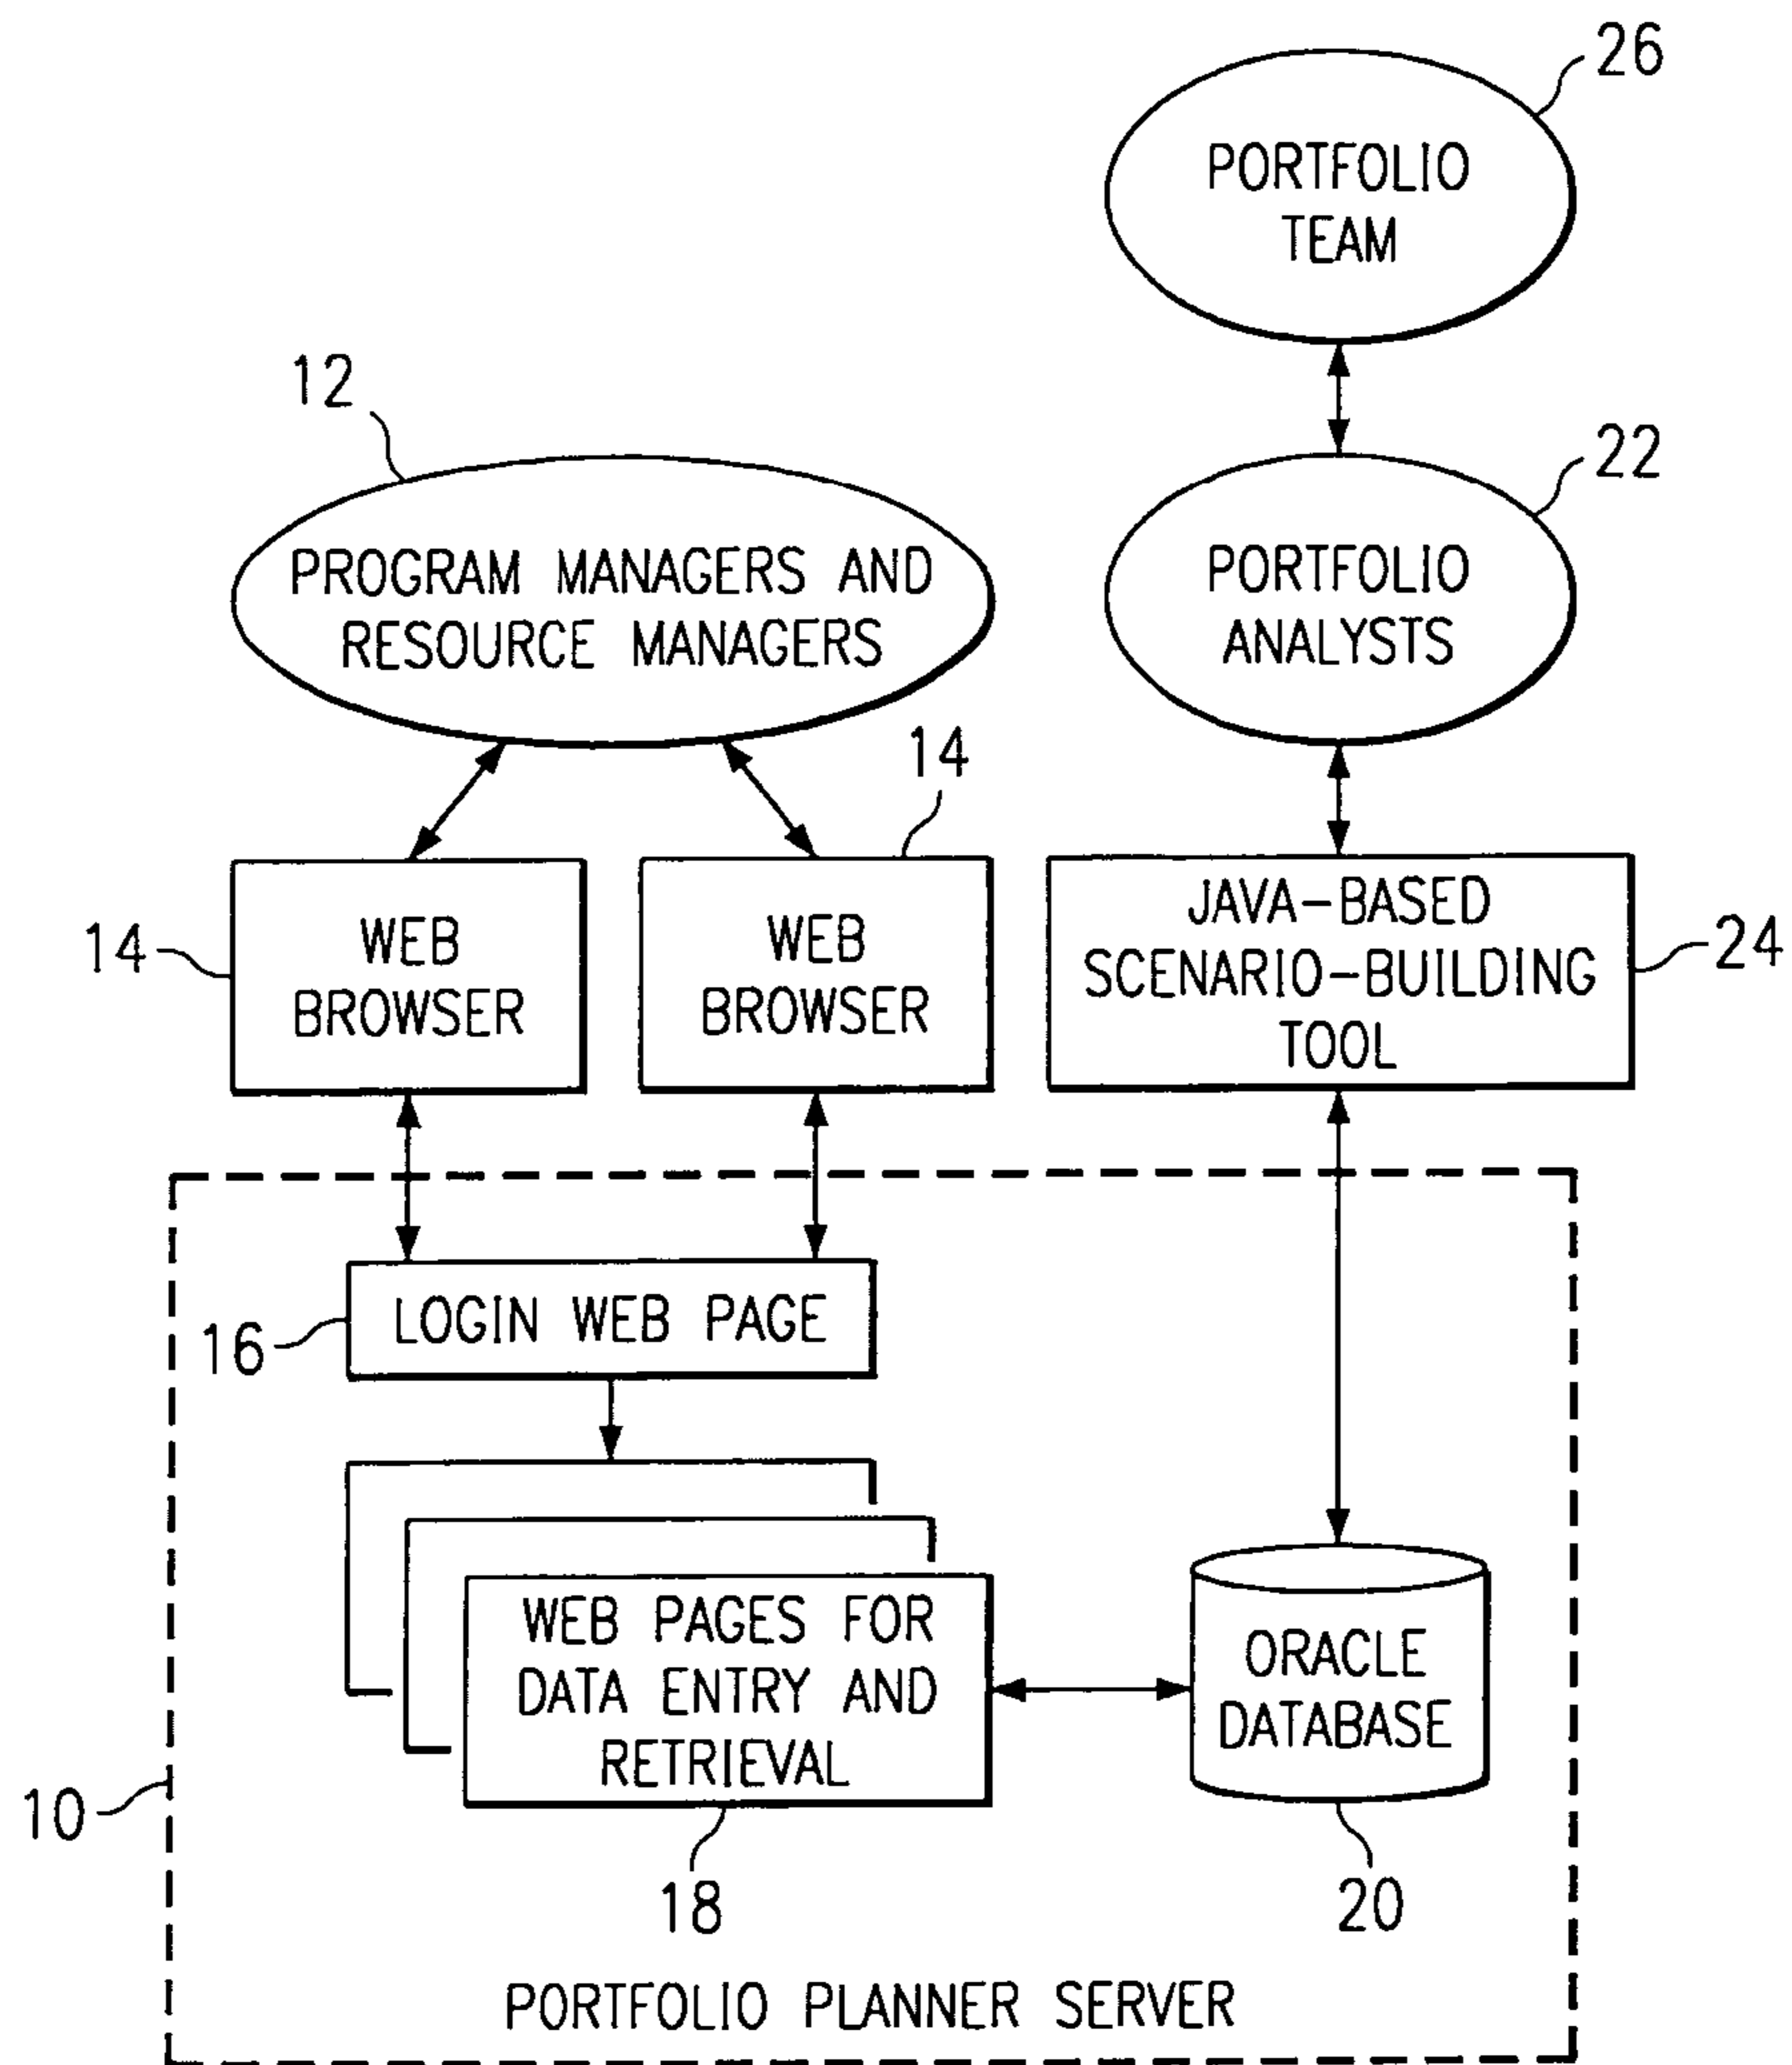 26
PORTFOLIO
TEAM
12
22
PROGRAM MANAGERS AND
RESOURCE MANAGERS
PORTFOLIO
ANALYSTS
14
14
WEB
BROWSER
WEB
BROWSER
JAVA-BASED
SCENARIO-BUILDING
TOOL
24
16
LOGIN WEB PAGE
WEB PAGES FOR
DATA ENTRY AND
RETRIEVAL
ORACLE
DATABASE
10
18
20
PORTFOLIO PLANNER SERVER